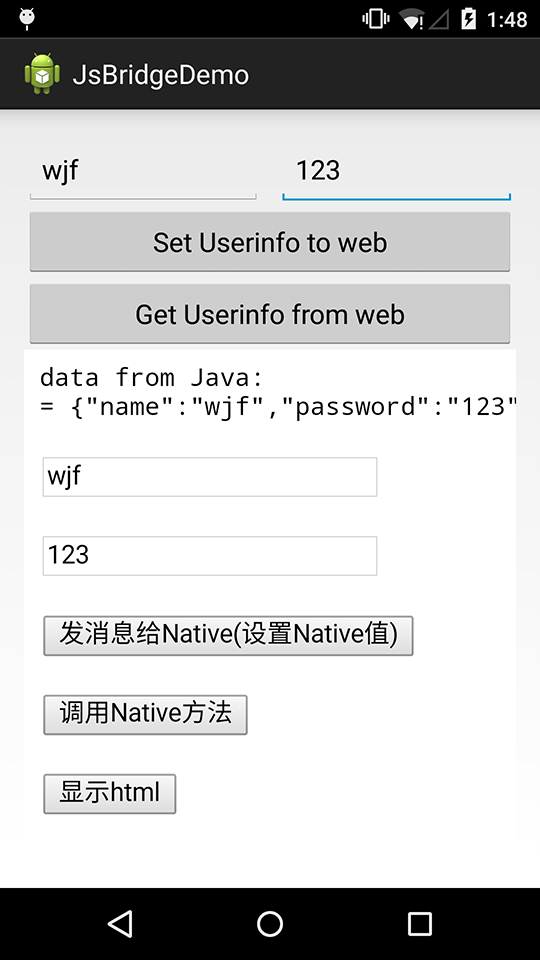 1:48
JsBridgeDemo
wjf 123
Set Userinfo to web
Get Userinfo from web
data from Java:
= {"name":"wjf","password":"123"
wjf
123
发消息给Native(设置Native值)
调用Native方法
显示html